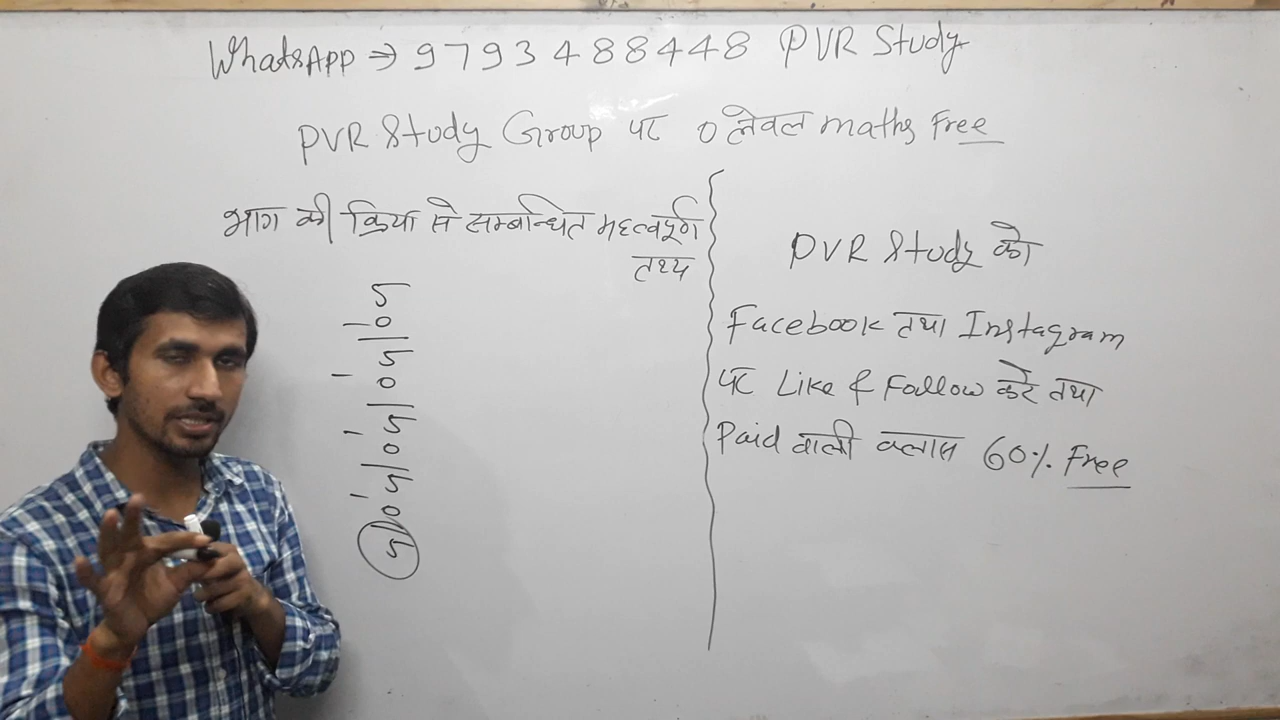 WhatsApp ⇒ 9793488448 PVR Study
PVR Study Group पर 0 लेवल maths Free
भाग की क्रिया से सम्बन्धित महत्वपूर्ण
तथ्य
PVR Study को
Facebook तथा Instagram
पर Like & Follow करे तथा
Paid वाली क्लास 60% Free